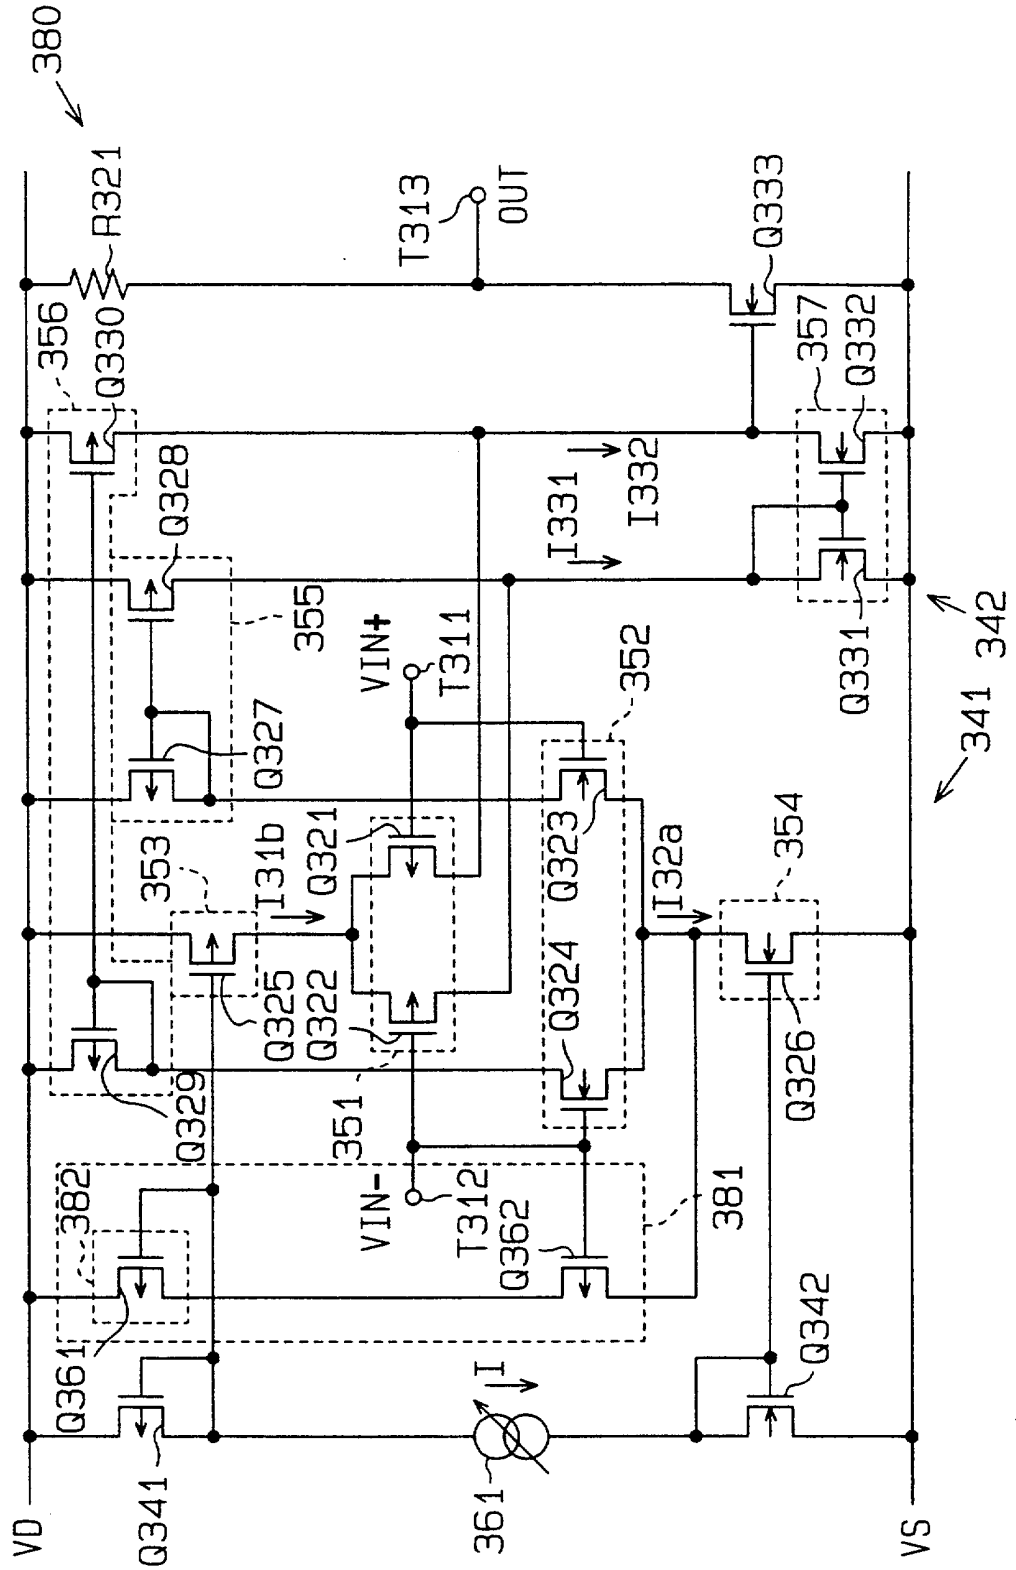 380
VD
VS
R321
T313
OUT
Q333
356
Q330
357
Q332
Q328
355
I331
I332
Q331
342
341
VIN+
T311
352
Q327
353
I31b
Q321
Q323
I32a
354
Q325
Q322
Q324
Q326
Q329
351
382
VIN-
T312
Q362
381
Q361
Q341
361
I
Q342